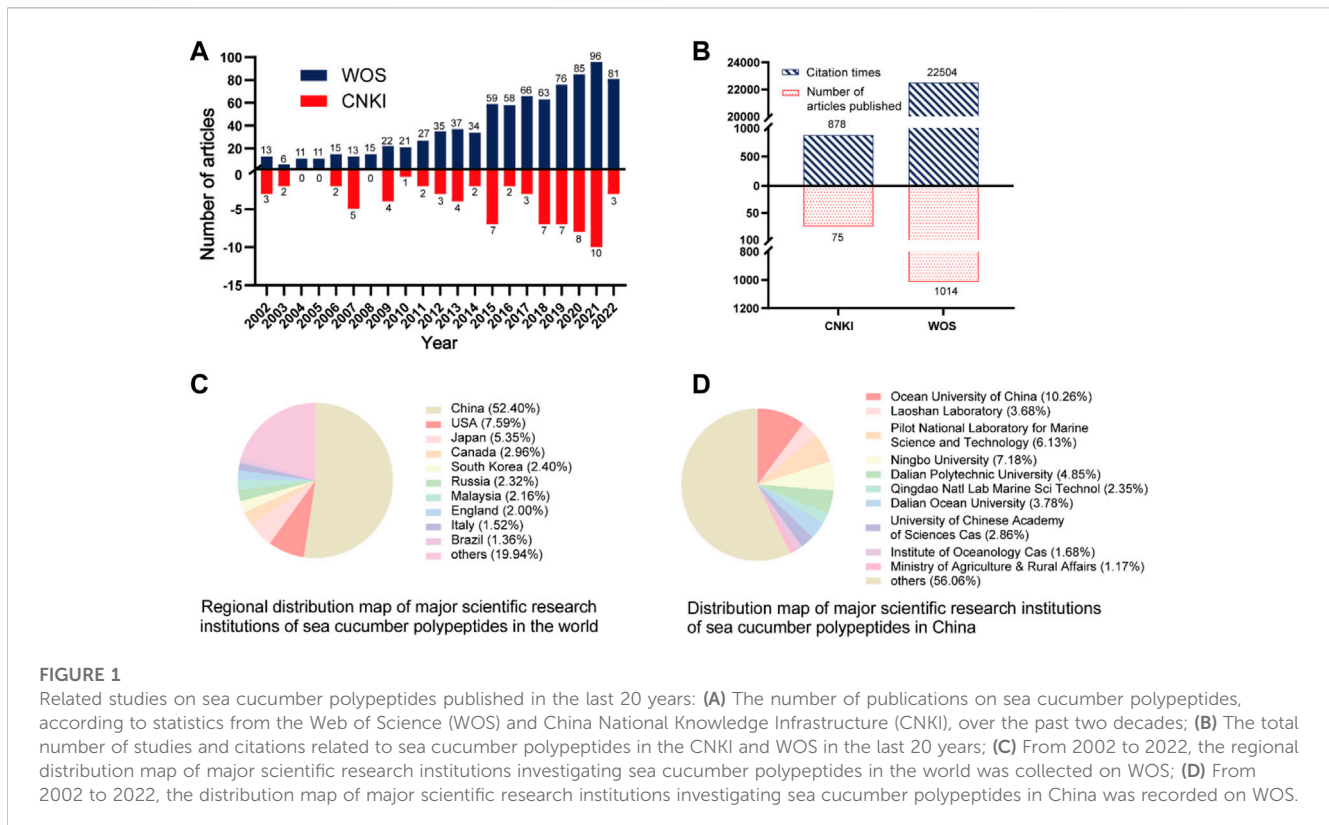 A
B
100
80
60
40
20
0
-5
-10
-15
Number of articles
WOS
CNKI
13 6 11 11 15 13 15 22 21 27 35 37 34 59 58 66 63 76 85 96 81
3 2 0 0 2 5 0 4 1 2 3 4 2 7 2 3 7 7 8 10 3
2002 2003 2004 2005 2006 2007 2008 2009 2010 2011 2012 2013 2014 2015 2016 2017 2018 2019 2020 2021 2022
Year
24000
22000
20000
1000
500
0
50
100
800
1000
1200
Citation times
Number of
articles published
878
22504
75
1014
CNKI WOS
C
China (52.40%)
USA (7.59%)
Japan (5.35%)
Canada (2.96%)
South Korea (2.40%)
Russia (2.32%)
Malaysia (2.16%)
England (2.00%)
Italy (1.52%)
Brazil (1.36%)
others (19.94%)
Regional distribution map of major scientific research
institutions of sea cucumber polypeptides in the world
D
Ocean University of China (10.26%)
Laoshan Laboratory (3.68%)
Pilot National Laboratory for Marine
Science and Technology (6.13%)
Ningbo University (7.18%)
Dalian Polytechnic University (4.85%)
Qingdao Natl Lab Marine Sci Technol (2.35%)
Dalian Ocean University (3.78%)
University of Chinese Academy
of Sciences Cas (2.86%)
Institute of Oceanology Cas (1.68%)
Ministry of Agriculture & Rural Affairs (1.17%)
others (56.06%)
Distribution map of major scientific research institutions
of sea cucumber polypeptides in China
FIGURE 1
Related studies on sea cucumber polypeptides published in the last 20 years: (A) The number of publications on sea cucumber polypeptides,
according to statistics from the Web of Science (WOS) and China National Knowledge Infrastructure (CNKI), over the past two decades; (B) The total
number of studies and citations related to sea cucumber polypeptides in the CNKI and WOS in the last 20 years; (C) From 2002 to 2022, the regional
distribution map of major scientific research institutions investigating sea cucumber polypeptides in the world was collected on WOS; (D) From
2002 to 2022, the distribution map of major scientific research institutions investigating sea cucumber polypeptides in China was recorded on WOS.